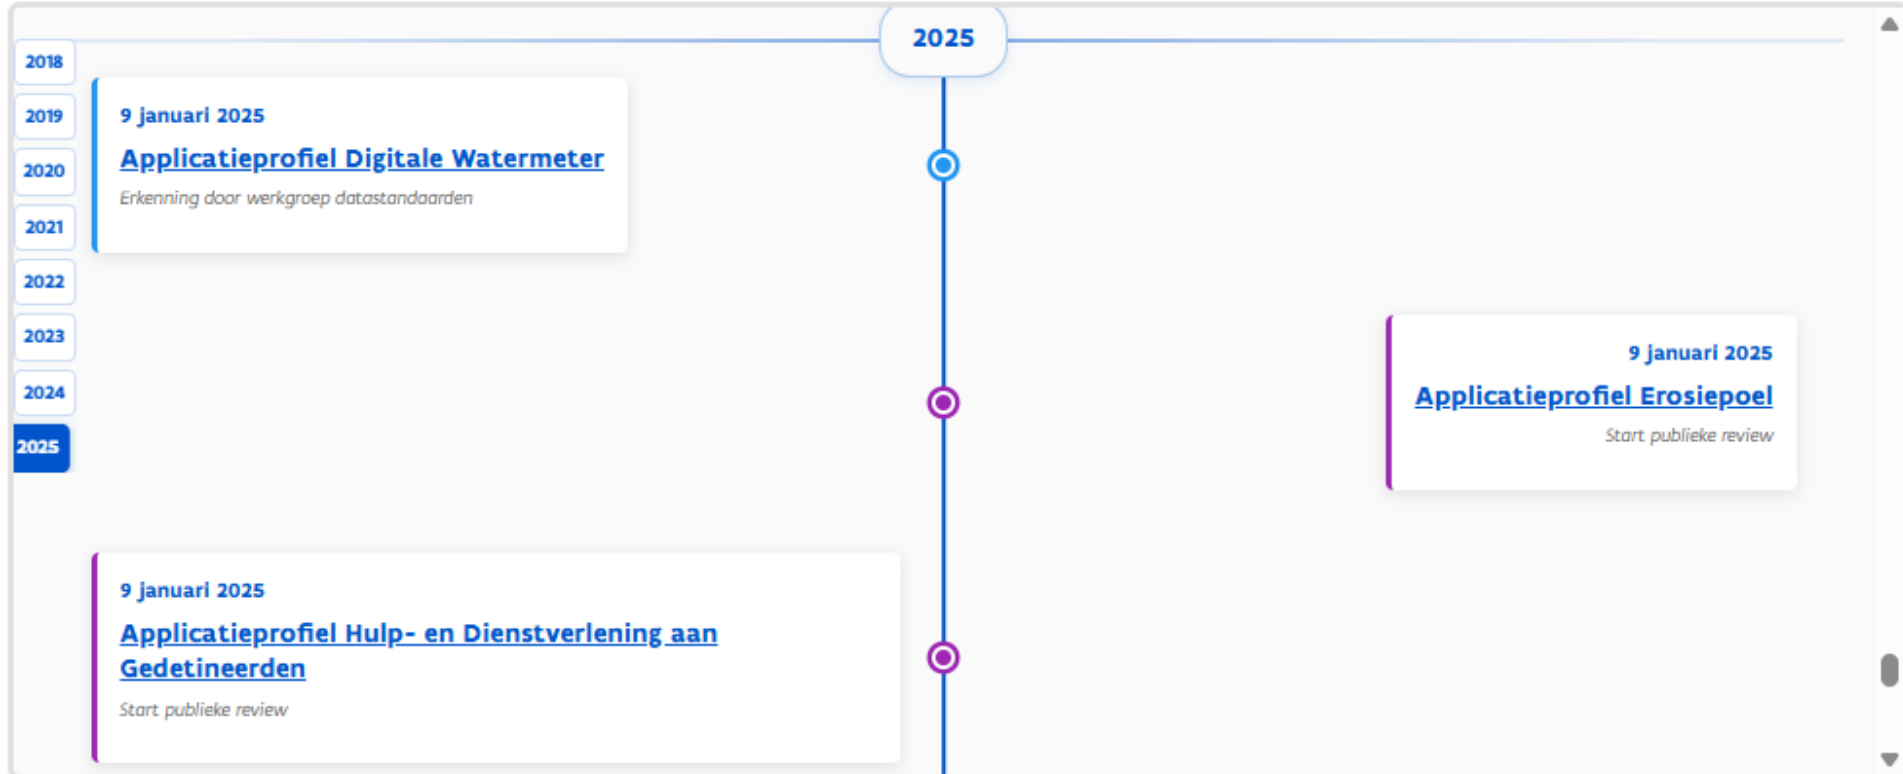 2025
2018
2019
2020
2021
2022
2023
2024
2025
9 januari 2025
Applicatieprofiel Digitale Watermeter
Erkenning door werkgroep datastandaarden
9 januari 2025
Applicatieprofiel Erosiepoel
Start publieke review
9 januari 2025
Applicatieprofiel Hulp- en Dienstverlening aan
Gedetineerden
Start publieke review